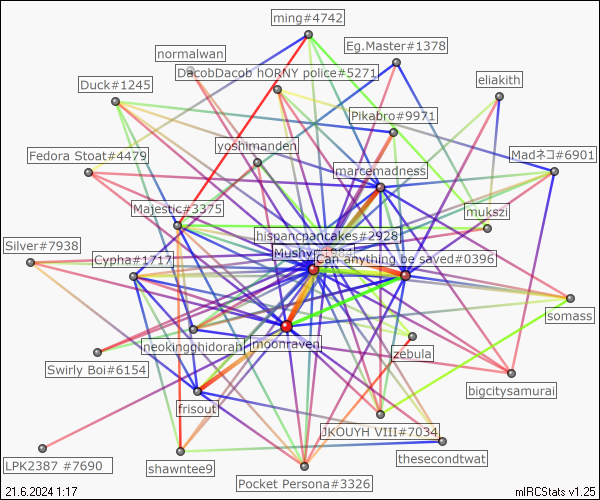 ming#4742
Eg.Master#1378
normalwan
DacobDacob hORNY police#5271
Duck#1245
eliakith
Pikabro#9971
yoshimanden
Fedora Stoat#4479
Madネコ#6901
marcemadness
Majestic#3375
mukszi
hispancpancakes#2928
Silver#7938
Mushy#1984
Cypha#1717
Can anything be saved#0396
somass
neokingghidorah
moonraven
zebula
Swirly Boi#6154
bigcitysamurai
frisout
JKOUYH VIII#7034
thesecondtwat
LPK2387 #7690
shawntee9
Pocket Persona#3326
21.6.2024 1:17
mIRCStats v1.25